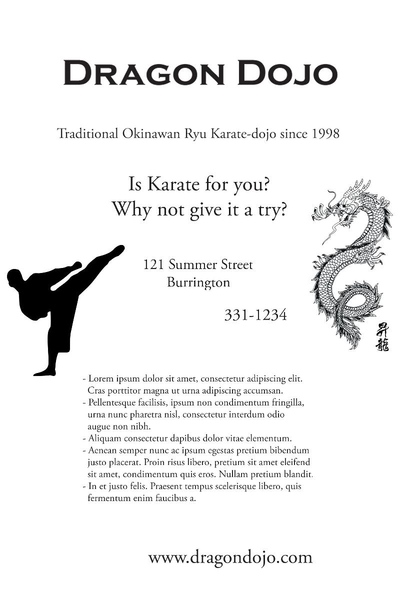 DRAGON DOJO
Traditional Okinawan Ryu Karate-dojo since 1998
Is Karate for you?
Why not give it a try?
121 Summer Street
Burrington
331-1234
昇龍
- Lorem ipsum dolor sit amet, consectetur adipiscing elit.
Cras porttitor magna ut urna adipiscing accumsan.
- Pellentesque facilisis, ipsum non condimentum fringilla,
urna nunc pharetra nisl, consectetur interdum odio
augue non nibh.
- Aliquam consectetur dapibus dolor vitae elementum.
- Aenean semper nunc ac ipsum egestas pretium bibendum
justo placerat. Proin risus libero, pretium sit amet eleifend
sit amet, condimentum quis eros. Nullam pretium blandit.
- In et justo felis. Praesent tempus scelerisque libero, quis
fermentum enim faucibus a.
www.dragondojo.com